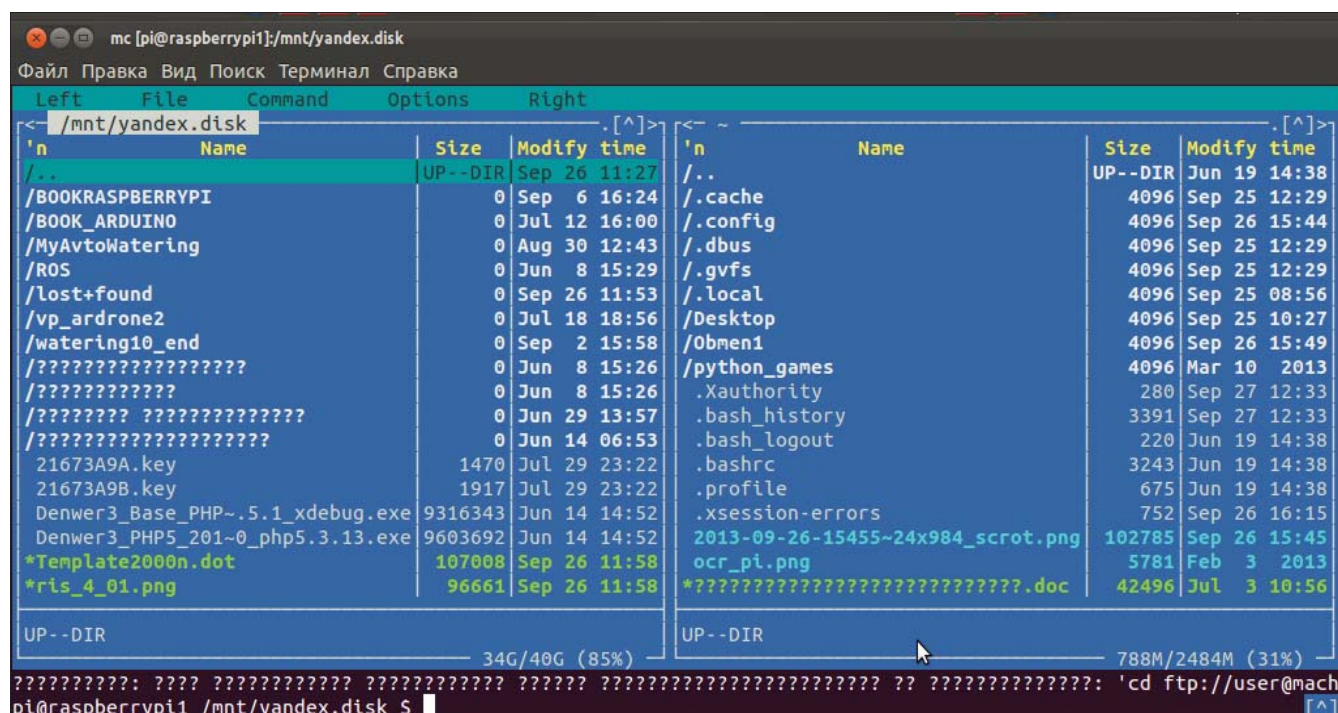 mc [pi@raspberrypi1]:/mnt/yandex.disk
Файл Правка Вид Поиск Терминал Справка
Left File Command Options Right
<- /mnt/yandex.disk .[^]> <- ~ .[^]>
'n Name Size Modify time 'n Name Size Modify time
/.. UP--DIR Sep 26 11:27 /.. UP--DIR Jun 19 14:38
/BOOKRASPBERRYPI 0 Sep 6 16:24 /.cache 4096 Sep 25 12:29
/BOOK_ARDUINO 0 Jul 12 16:00 /.config 4096 Sep 26 15:44
/MyAvtoWatering 0 Aug 30 12:43 /.dbus 4096 Sep 25 12:29
/ROS 0 Jun 8 15:29 /.gvfs 4096 Sep 25 12:29
/lost+found 0 Sep 26 11:53 /.local 4096 Sep 25 08:56
/vp_ardrone2 0 Jul 18 18:56 /Desktop 4096 Sep 25 10:27
/watering10_end 0 Sep 2 15:58 /Obmen1 4096 Sep 26 15:49
/?????????????????? 0 Jun 8 15:26 /python_games 4096 Mar 10 2013
/???????????? 0 Jun 8 15:26 .Xauthority 280 Sep 27 12:33
/???????? ?????????????? 0 Jun 29 13:57 .bash_history 3391 Sep 27 12:33
/???????????????????? 0 Jun 14 06:53 .bash_logout 220 Jun 19 14:38
21673A9A.key 1470 Jul 29 23:22 .bashrc 3243 Jun 19 14:38
21673A9B.key 1917 Jul 29 23:22 .profile 675 Jun 19 14:38
Denwer3_Base_PHP~.5.1_xdebug.exe 9316343 Jun 14 14:52 .xsession-errors 752 Sep 26 16:15
Denwer3_PHP5_201~0_php5.3.13.exe 9603692 Jun 14 14:52 2013-09-26-15455~24x984_scrot.png 102785 Sep 26 15:45
*Template2000n.dot 107008 Sep 26 11:58 ocr_pi.png 5781 Feb 3 2013
*ris_4_01.png 96661 Sep 26 11:58 *????????????????????????????.doc 42496 Jul 3 10:56
UP--DIR UP--DIR
34G/40G (85%) 788M/2484M (31%)
??????????: ???? ???????????? ???????????? ?????? ???????????????????????? ?? ??????????????: 'cd ftp://user@mach
pi@raspberrypi1 /mnt/yandex.disk $ [^]